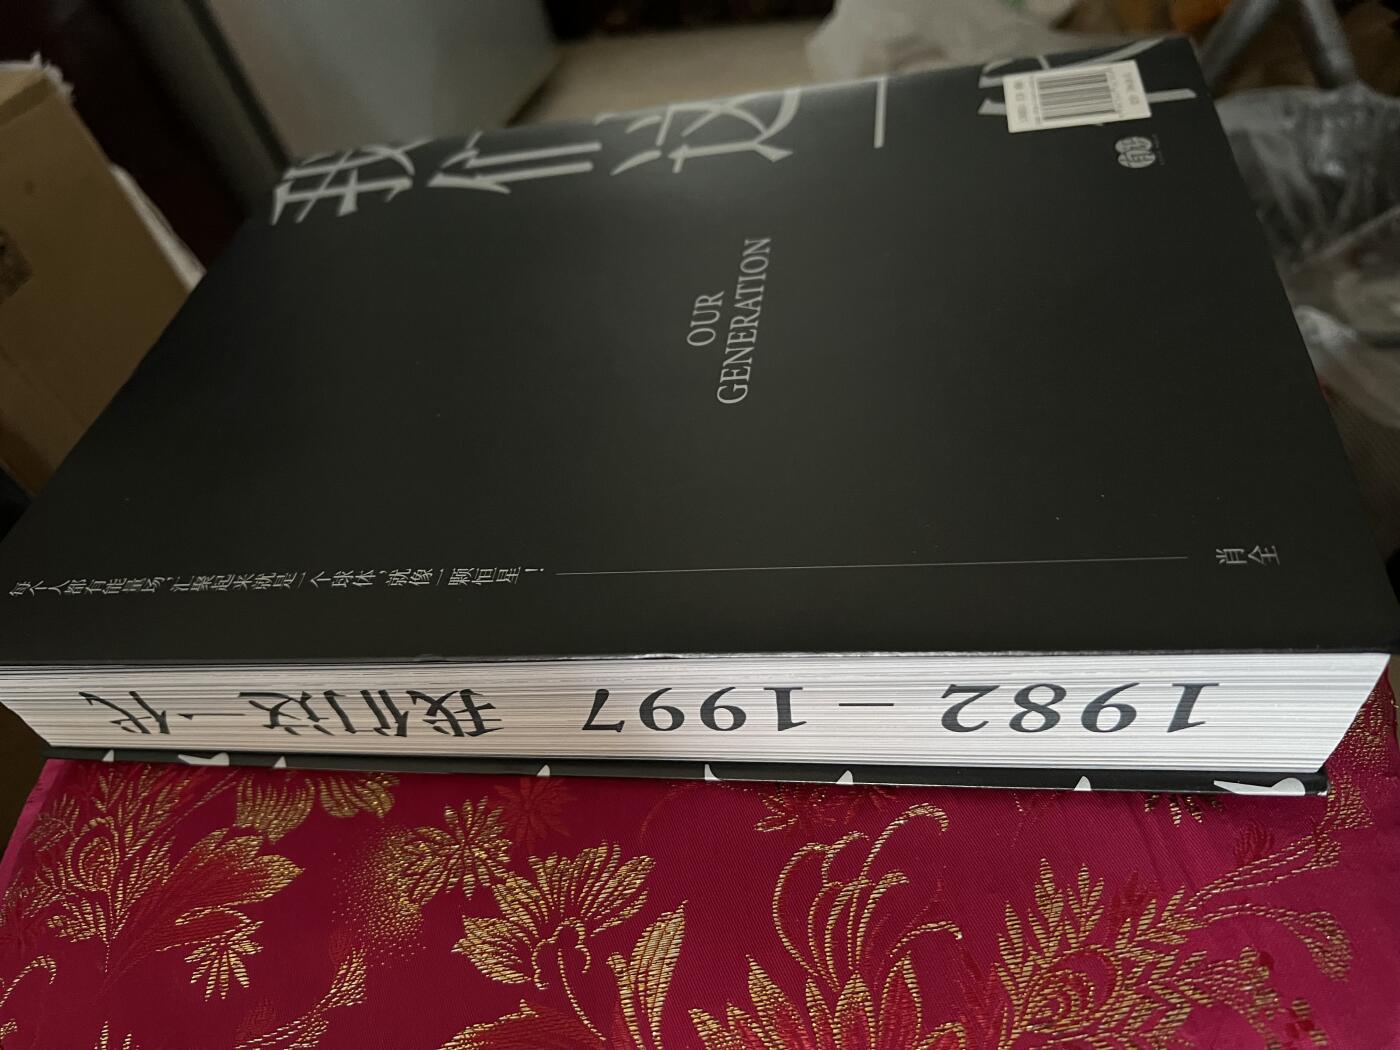 我们这一代
OUR
GENERATION
每个人都有能量场，汇聚起来就是一个球体，就像一颗恒星！
肖全
1982 — 1997 我们这一代